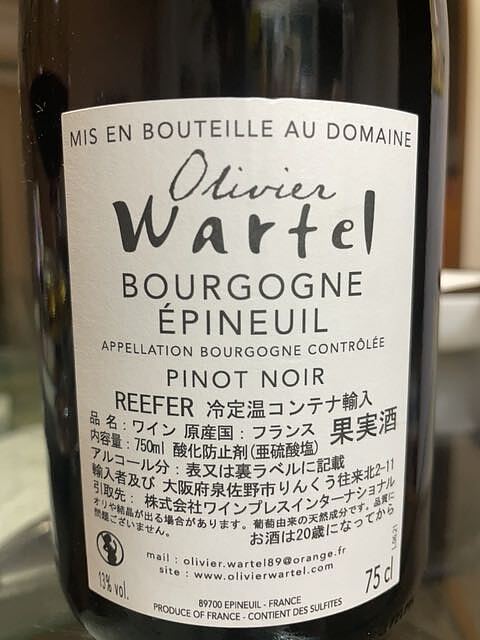 MIS EN BOUTEILLE AU DOMAINE
Olivier
Wartel
BOURGOGNE
ÉPINEUIL
APPELLATION BOURGOGNE CONTRÔLÉE
PINOT NOIR
REEFER 冷定温コンテナ輸入
品 名：ワイン 原産国：フランス 果実酒
内容量：750ml 酸化防止剤(亜硫酸塩)
アルコール分：表又は裏ラベルに記載
輸入者及び 大阪府泉佐野市りんくう往来北2-11
引取先： 株式会社ワインプレスインターナショナル
オリや結晶が出る場合があります。葡萄由来の天然成分です。品質に
問題ございません。 お酒は20歳になってから
mail : olivier.wartel89@orange.fr
site : www.olivierwartel.com
13% vol.
75 cl
89700 EPINEUIL - FRANCE
PRODUCE OF FRANCE - CONTIENT DES SULFITES